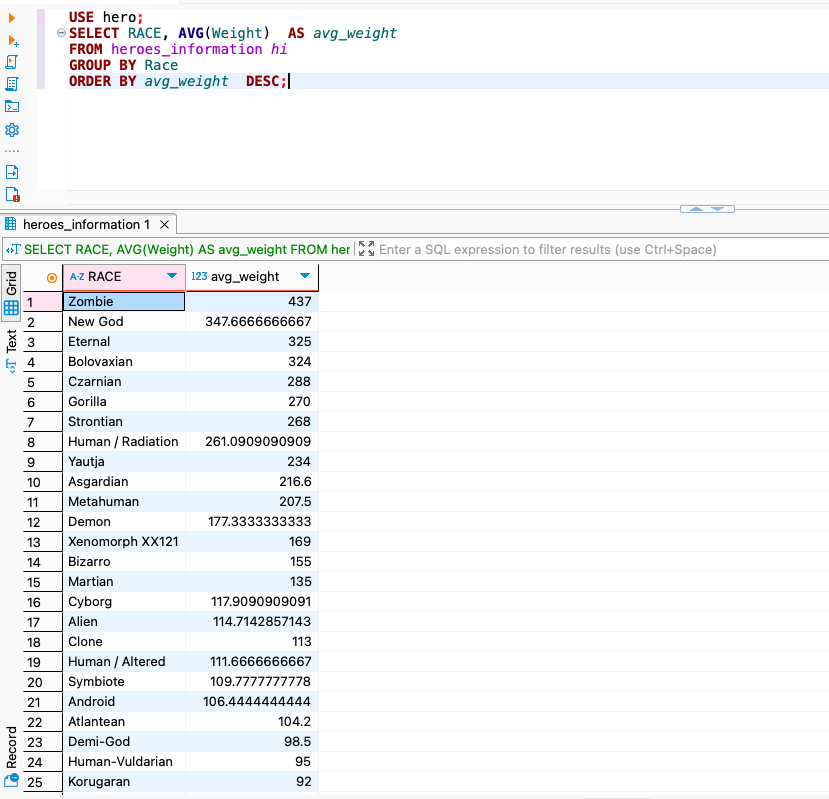 USE hero;
SELECT RACE, AVG(Weight)  AS avg_weight
FROM heroes_information hi
GROUP BY Race
ORDER BY avg_weight  DESC;
heroes_information 1
SELECT RACE, AVG(Weight) AS avg_weight FROM her Enter a SQL expression to filter results (use Ctrl+Space)
Grid
Text
Record
A-Z RACE 123 avg_weight
1 Zombie 437
2 New God 347.6666666667
3 Eternal 325
4 Bolovaxian 324
5 Czarnian 288
6 Gorilla 270
7 Strontian 268
8 Human / Radiation 261.0909090909
9 Yautja 234
10 Asgardian 216.6
11 Metahuman 207.5
12 Demon 177.3333333333
13 Xenomorph XX121 169
14 Bizarro 155
15 Martian 135
16 Cyborg 117.9090909091
17 Alien 114.7142857143
18 Clone 113
19 Human / Altered 111.6666666667
20 Symbiote 109.7777777778
21 Android 106.4444444444
22 Atlantean 104.2
23 Demi-God 98.5
24 Human-Vuldarian 95
25 Korugaran 92